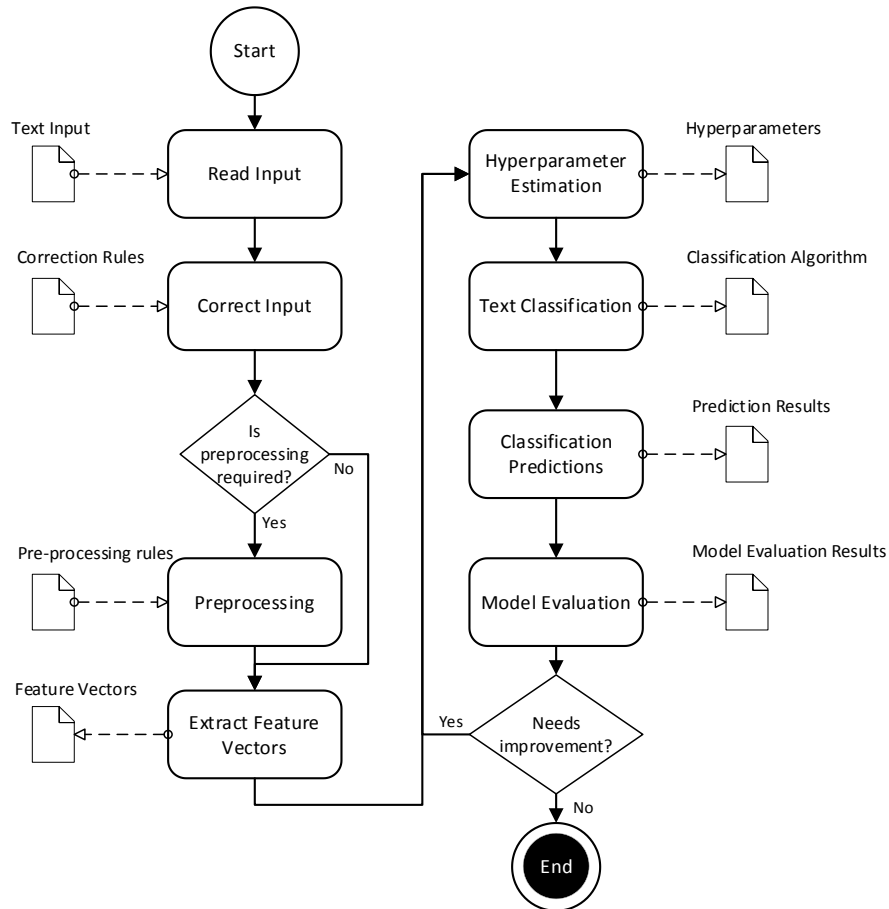 Start
Text Input
Read Input
Correction Rules
Correct Input
Is
preprocessing
required?
No
Yes
Pre-processing rules
Preprocessing
Feature Vectors
Extract Feature
Vectors
Hyperparameters
Hyperparameter
Estimation
Classification Algorithm
Text Classification
Prediction Results
Classification
Predictions
Model Evaluation Results
Model Evaluation
Yes
Needs
improvement?
No
End